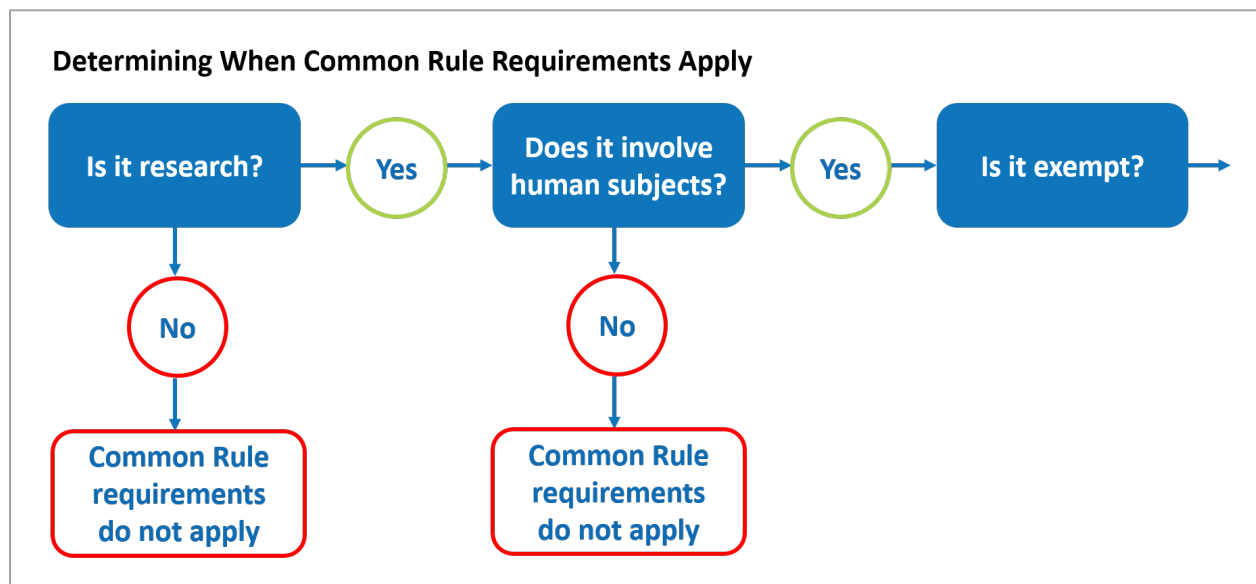 Determining When Common Rule Requirements Apply
Is it research?
Yes
Does it involve
human subjects?
Yes
Is it exempt?
No
No
Common Rule
requirements
do not apply
Common Rule
requirements
do not apply